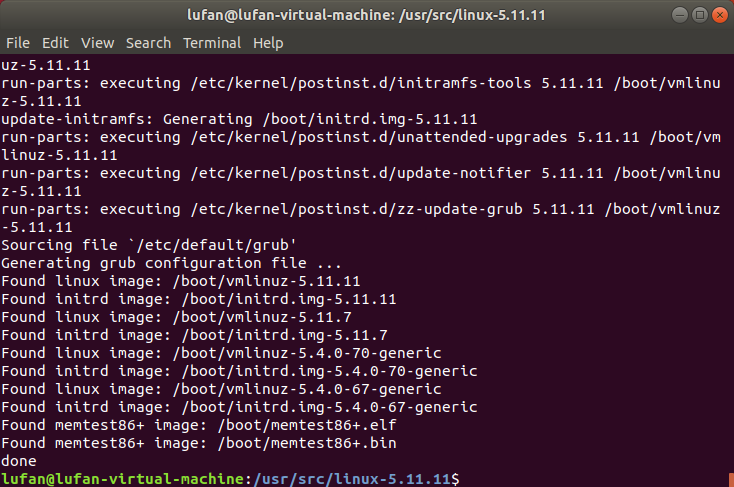 lufan@lufan-virtual-machine: /usr/src/linux-5.11.11
File Edit View Search Terminal Help
uz-5.11.11
run-parts: executing /etc/kernel/postinst.d/initramfs-tools 5.11.11 /boot/vmlinu
z-5.11.11
update-initramfs: Generating /boot/initrd.img-5.11.11
run-parts: executing /etc/kernel/postinst.d/unattended-upgrades 5.11.11 /boot/vm
linuz-5.11.11
run-parts: executing /etc/kernel/postinst.d/update-notifier 5.11.11 /boot/vmlinu
z-5.11.11
run-parts: executing /etc/kernel/postinst.d/zz-update-grub 5.11.11 /boot/vmlinuz
-5.11.11
Sourcing file `/etc/default/grub'
Generating grub configuration file ...
Found linux image: /boot/vmlinuz-5.11.11
Found initrd image: /boot/initrd.img-5.11.11
Found linux image: /boot/vmlinuz-5.11.7
Found initrd image: /boot/initrd.img-5.11.7
Found linux image: /boot/vmlinuz-5.4.0-70-generic
Found initrd image: /boot/initrd.img-5.4.0-70-generic
Found linux image: /boot/vmlinuz-5.4.0-67-generic
Found initrd image: /boot/initrd.img-5.4.0-67-generic
Found memtest86+ image: /boot/memtest86+.elf
Found memtest86+ image: /boot/memtest86+.bin
done
lufan@lufan-virtual-machine:/usr/src/linux-5.11.11$